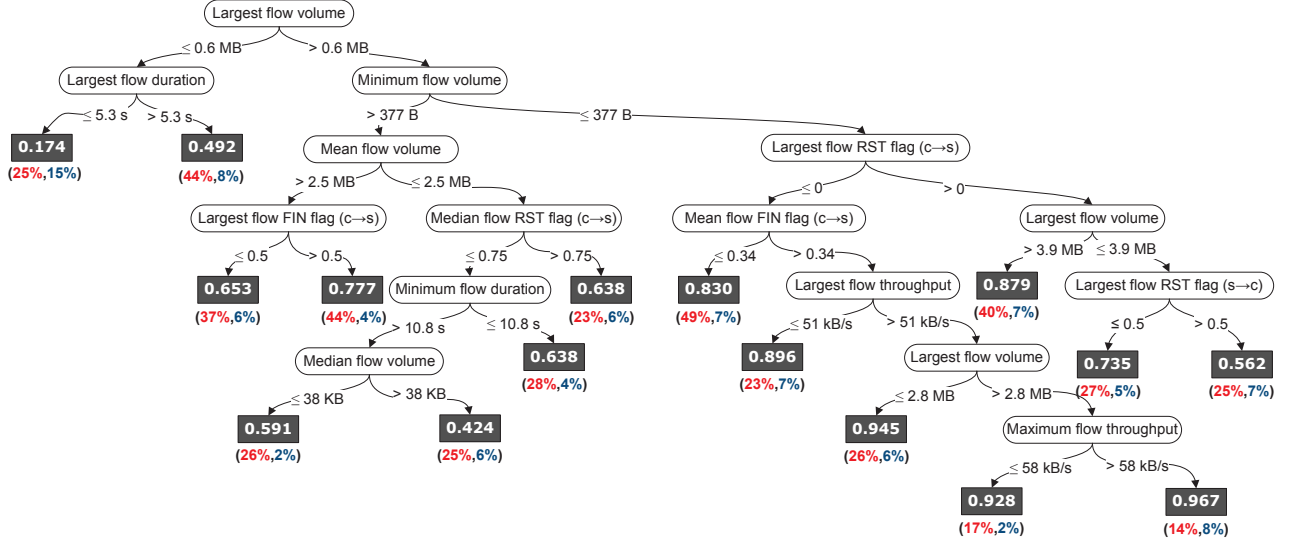 Largest flow volume
≤ 0.6 MB > 0.6 MB
Largest flow duration Minimum flow volume
≤ 5.3 s > 5.3 s > 377 B ≤ 377 B
0.174 0.492 Mean flow volume Largest flow RST flag (c→s)
(25%,15%) (44%,8%)
> 2.5 MB ≤ 2.5 MB ≤ 0 > 0
Largest flow FIN flag (c→s) Median flow RST flag (c→s) Mean flow FIN flag (c→s) Largest flow volume
≤ 0.5 > 0.5 ≤ 0.75 > 0.75 ≤ 0.34 > 0.34 > 3.9 MB ≤ 3.9 MB
0.653 0.777 Minimum flow duration 0.638 0.830 Largest flow throughput 0.879 Largest flow RST flag (s→c)
(37%,6%) (44%,4%) (23%,6%) (49%,7%) (40%,7%)
> 10.8 s ≤ 10.8 s ≤ 51 kB/s > 51 kB/s ≤ 0.5 > 0.5
Median flow volume 0.638 0.896 Largest flow volume 0.735 0.562
(28%,4%) (23%,7%) (27%,5%) (25%,7%)
≤ 38 KB > 38 KB ≤ 2.8 MB > 2.8 MB
0.591 0.424 0.945 Maximum flow throughput
(26%,2%) (25%,6%) (26%,6%)
≤ 58 kB/s > 58 kB/s
0.928 0.967
(17%,2%) (14%,8%)